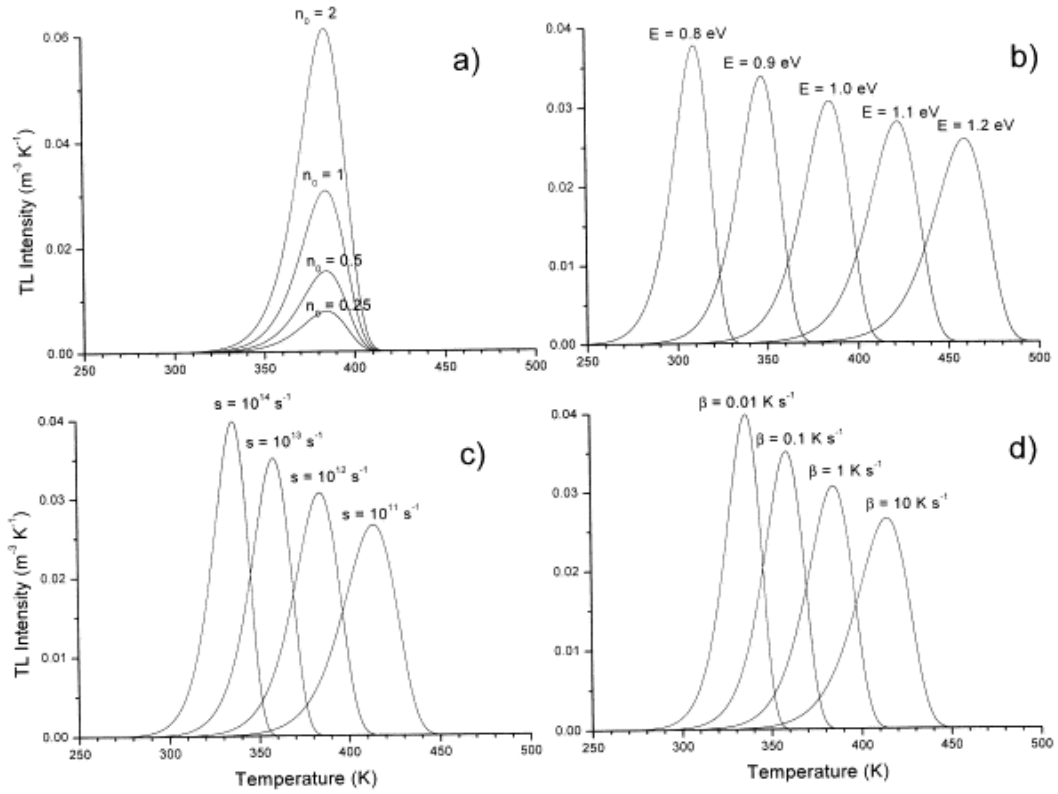 n₀ = 2
a)
n₀ = 1
n₀ = 0.5
n₀ = 0.25
0.06
0.04
0.02
0.00
TL Intensity (m⁻³ K⁻¹)
250 300 350 400 450 500
b)
E = 0.8 eV
E = 0.9 eV
E = 1.0 eV
E = 1.1 eV
E = 1.2 eV
0.04
0.03
0.02
0.01
0.00
250 300 350 400 450 500
c)
s = 10¹⁴ s⁻¹
s = 10¹³ s⁻¹
s = 10¹² s⁻¹
s = 10¹¹ s⁻¹
0.04
0.03
0.02
0.01
0.00
TL Intensity (m⁻³ K⁻¹)
250 300 350 400 450 500
Temperature (K)
d)
β = 0.01 K s⁻¹
β = 0.1 K s⁻¹
β = 1 K s⁻¹
β = 10 K s⁻¹
0.04
0.03
0.02
0.01
0.00
250 300 350 400 450 500
Temperature (K)